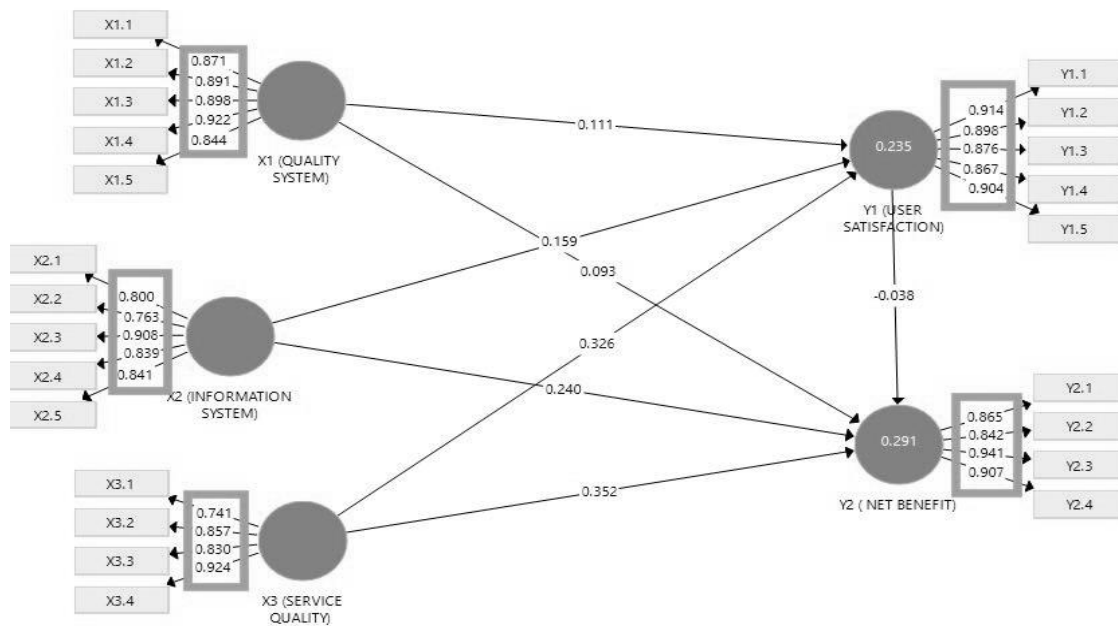 X1.1
X1.2
X1.3
X1.4
X1.5
0.871
0.891
0.898
0.922
0.844
X1 (QUALITY
SYSTEM)
X2.1
X2.2
X2.3
X2.4
X2.5
0.800
0.763
0.908
0.839
0.841
X2 (INFORMATION
SYSTEM)
X3.1
X3.2
X3.3
X3.4
0.741
0.857
0.830
0.924
X3 (SERVICE
QUALITY)
0.111
0.159
0.093
0.326
0.240
0.352
-0.038
0.235
Y1 (USER
SATISFACTION)
0.914
0.898
0.876
0.867
0.904
Y1.1
Y1.2
Y1.3
Y1.4
Y1.5
0.291
Y2 ( NET BENEFIT)
0.865
0.842
0.941
0.907
Y2.1
Y2.2
Y2.3
Y2.4